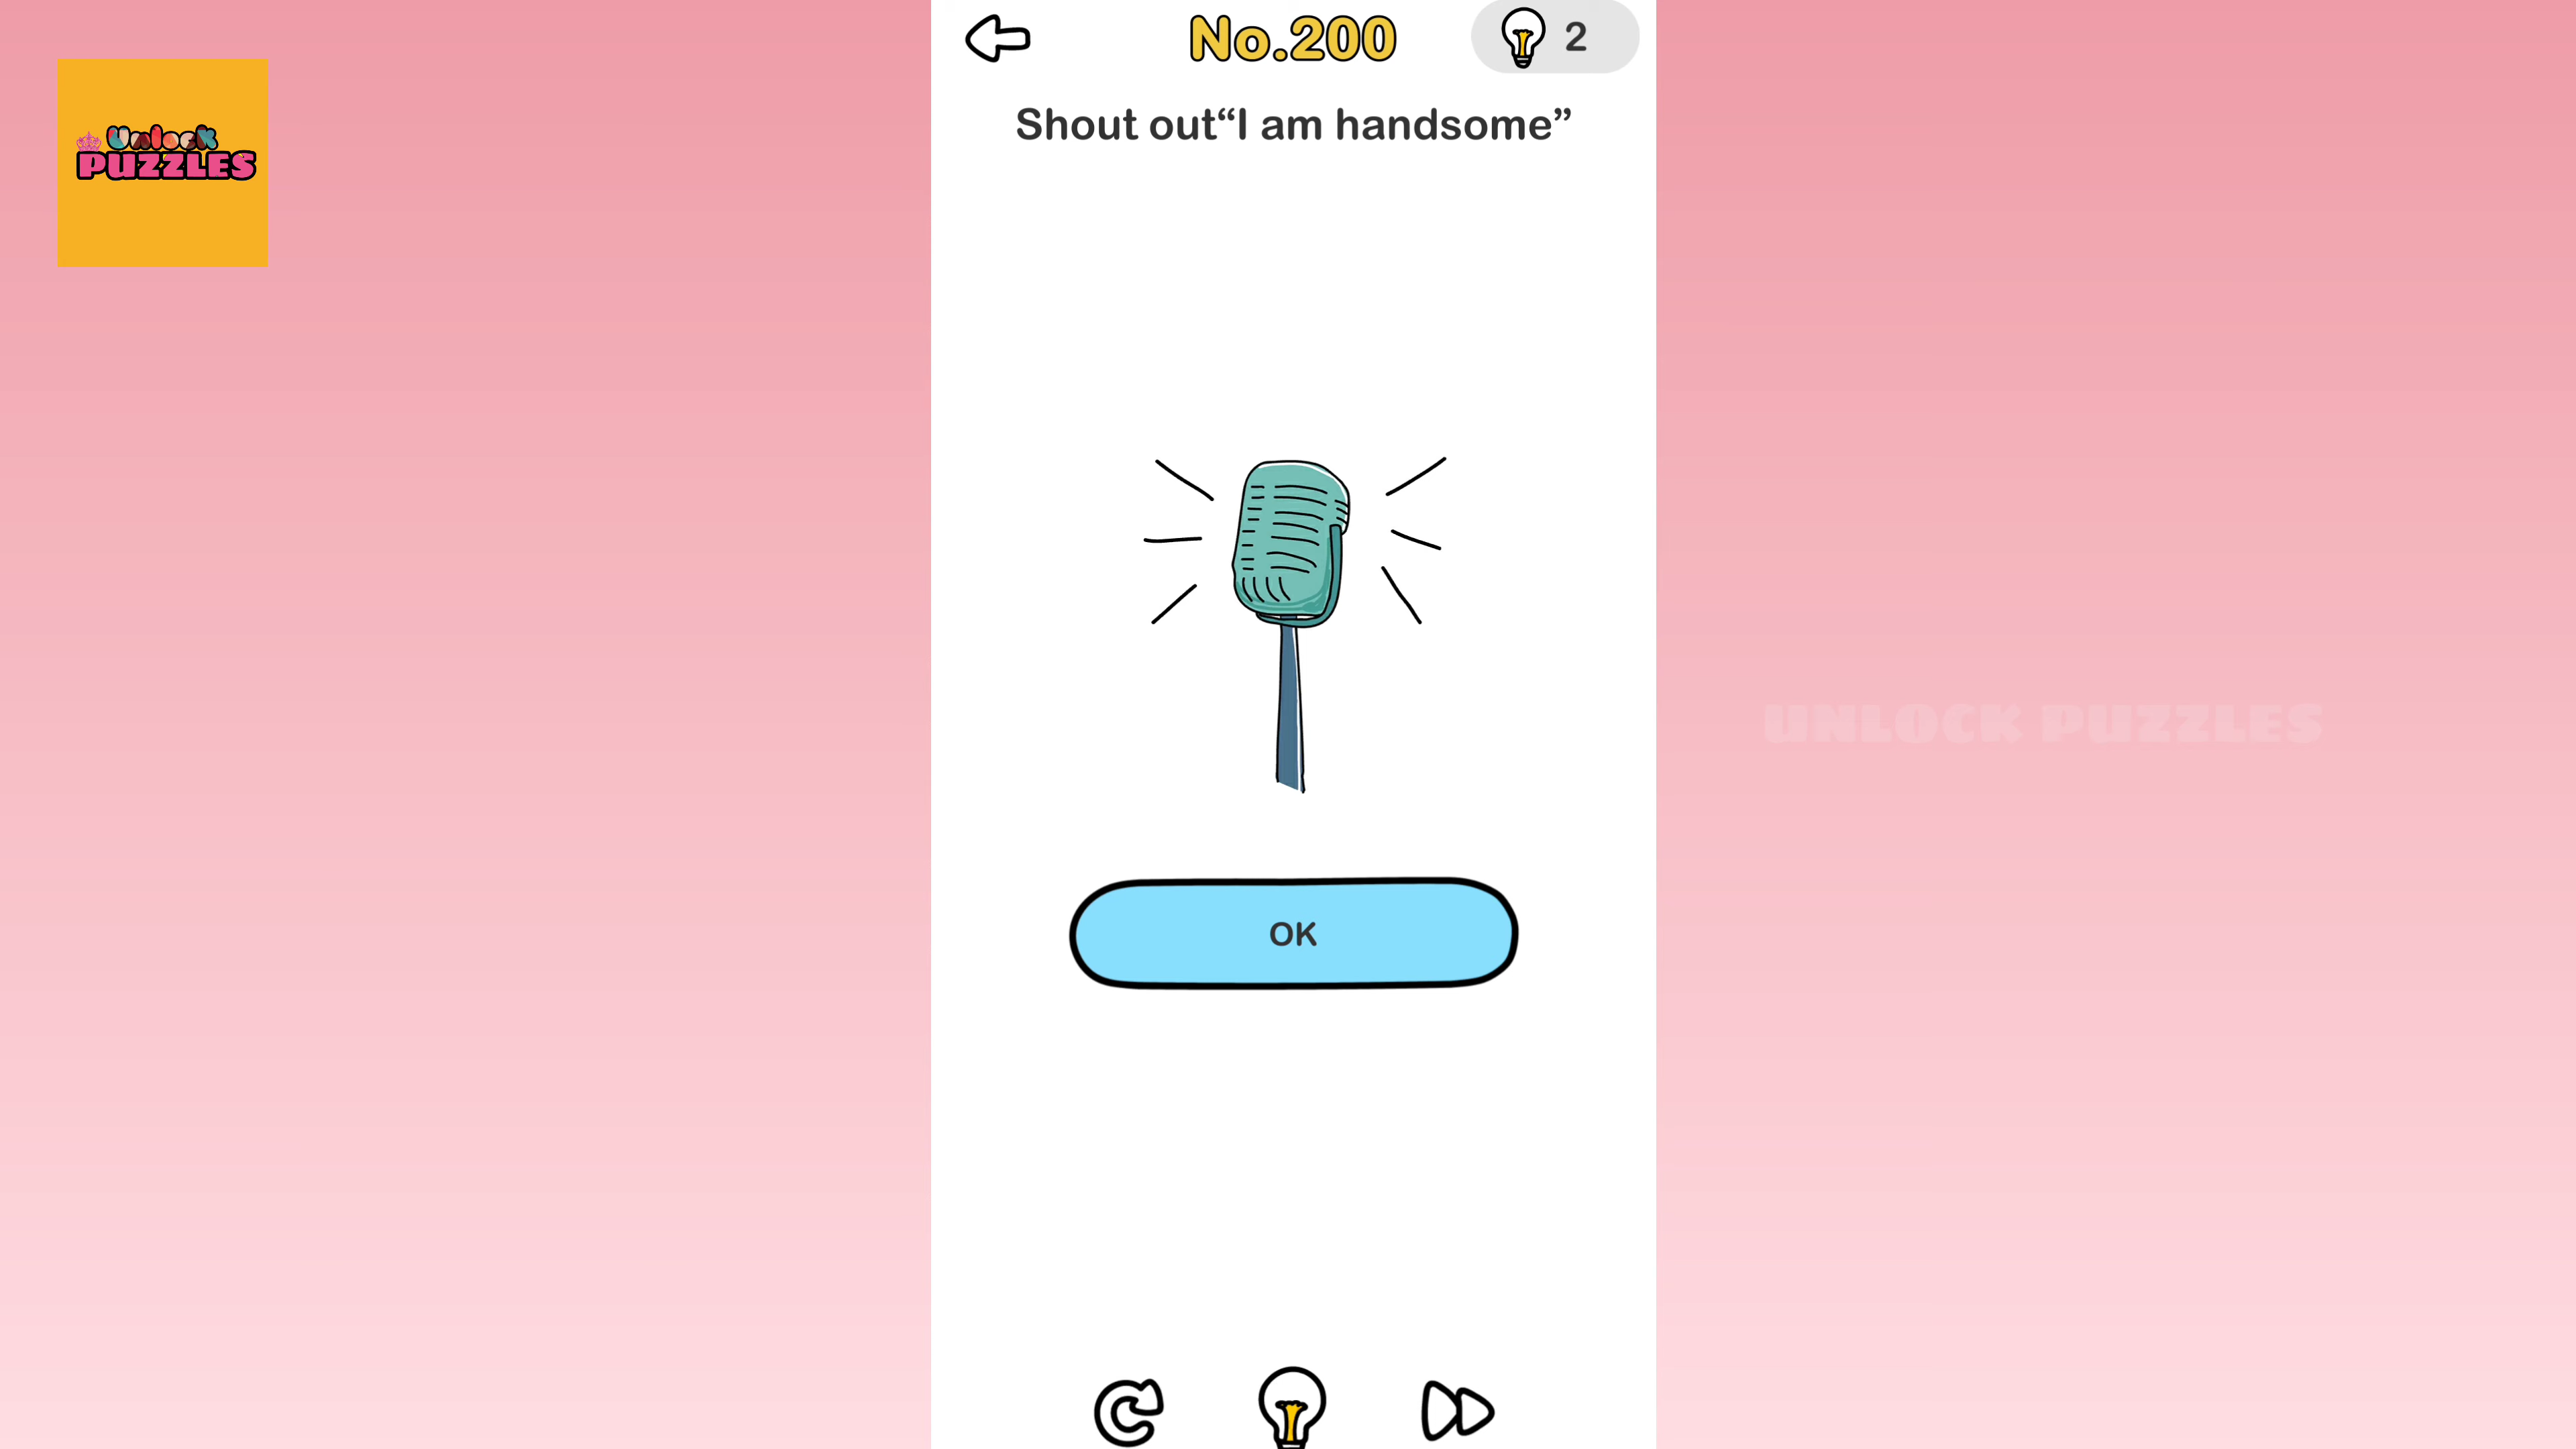 No.200
2
Unlock
PUZZLES
Shout out“I am handsome”
UNLOCK PUZZLES
OK